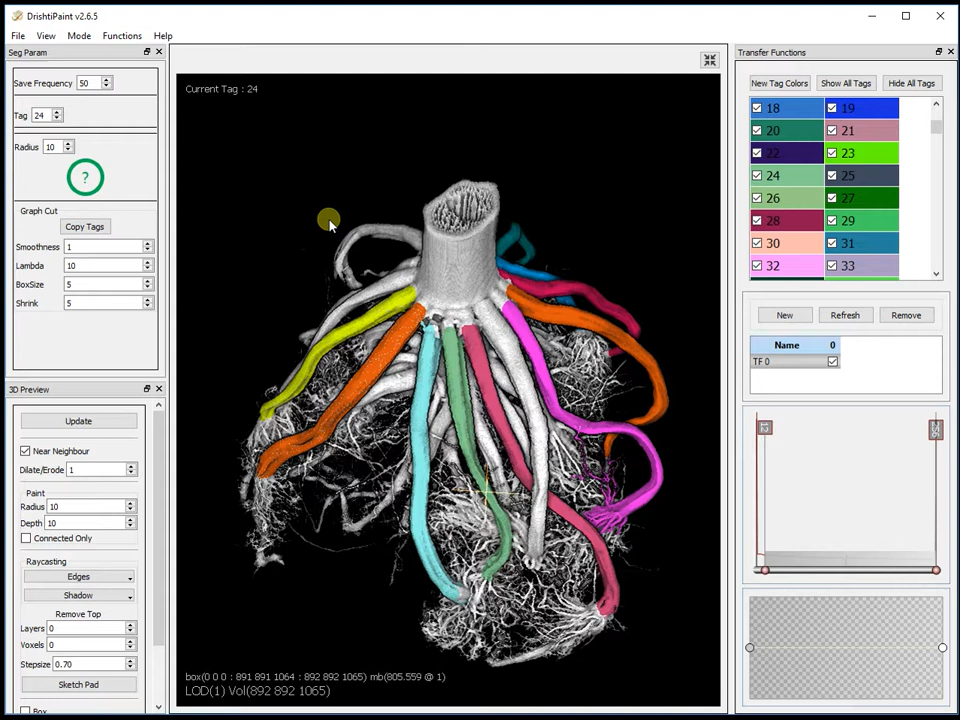 DrishtiPaint v2.6.5
File View Mode Functions Help
Seg Param
Save Frequency 50
Tag 24
Radius 10
?
Graph Cut
Copy Tags
Smoothness 1
Lambda 10
BoxSize 5
Shrink 5
3D Preview
Update
Near Neighbour
Dilate/Erode 1
Paint
Radius 10
Depth 10
Connected Only
Raycasting
Edges
Shadow
Remove Top
Layers 0
Voxels 0
Stepsize 0.70
Sketch Pad
Box
Current Tag : 24
box(0 0 0 : 891 891 1064 : 892 892 1065) mb(805.559 @ 1)
LOD(1) Vol(892 892 1065)
Transfer Functions
New Tag Colors Show All Tags Hide All Tags
18 19
20 21
22 23
24 25
26 27
28 29
30 31
32 33
New Refresh Remove
Name 0
TF 0